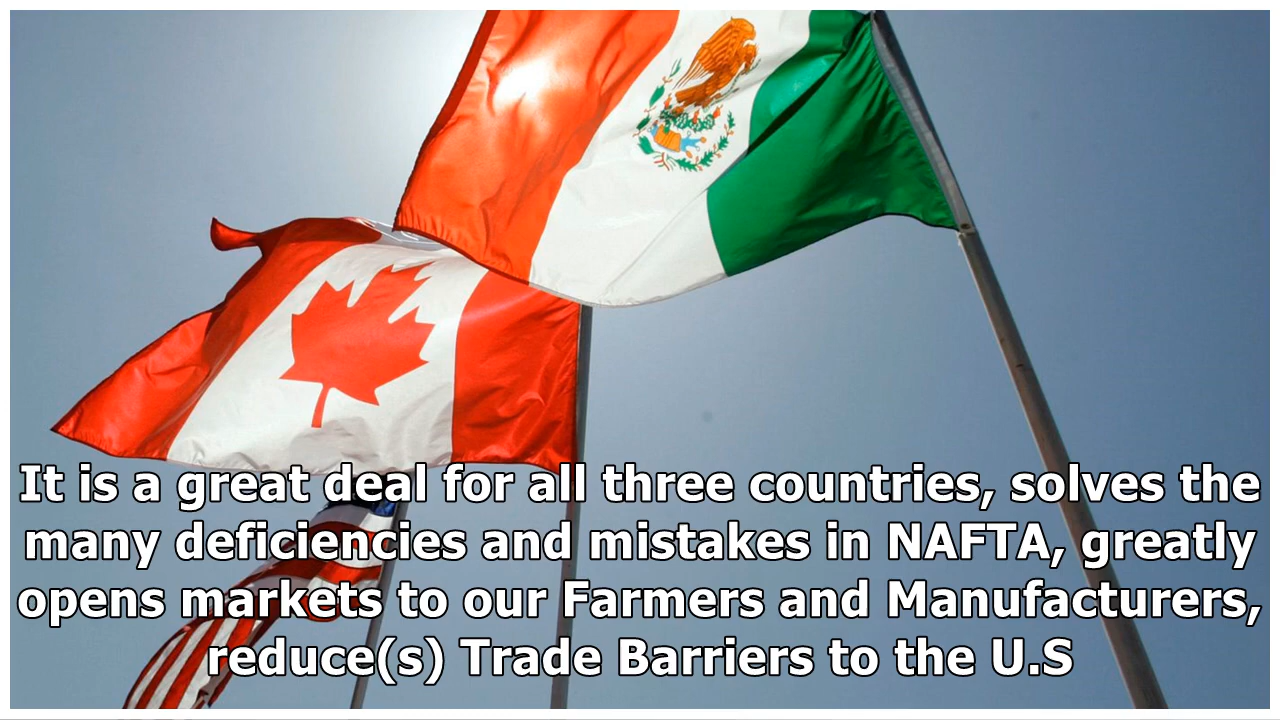 It is a great deal for all three countries, solves the
many deficiencies and mistakes in NAFTA, greatly
opens markets to our Farmers and Manufacturers,
reduce(s) Trade Barriers to the U.S